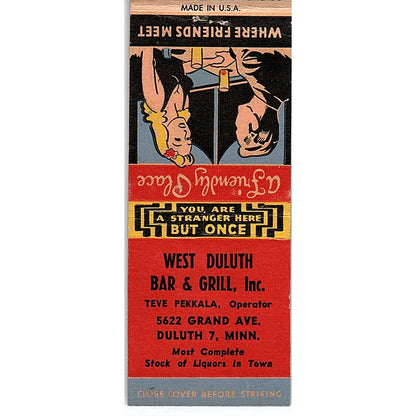 MADE IN U.S.A.
WHERE FRIENDS MEET
a Friendly Place
YOU ARE
A STRANGER HERE
BUT ONCE
WEST DULUTH
BAR & GRILL, Inc.
TEVE PEKKALA, Operator
5622 GRAND AVE.
DULUTH 7, MINN.
Most Complete
Stock of Liquors In Town
CLOSE COVER BEFORE STRIKING